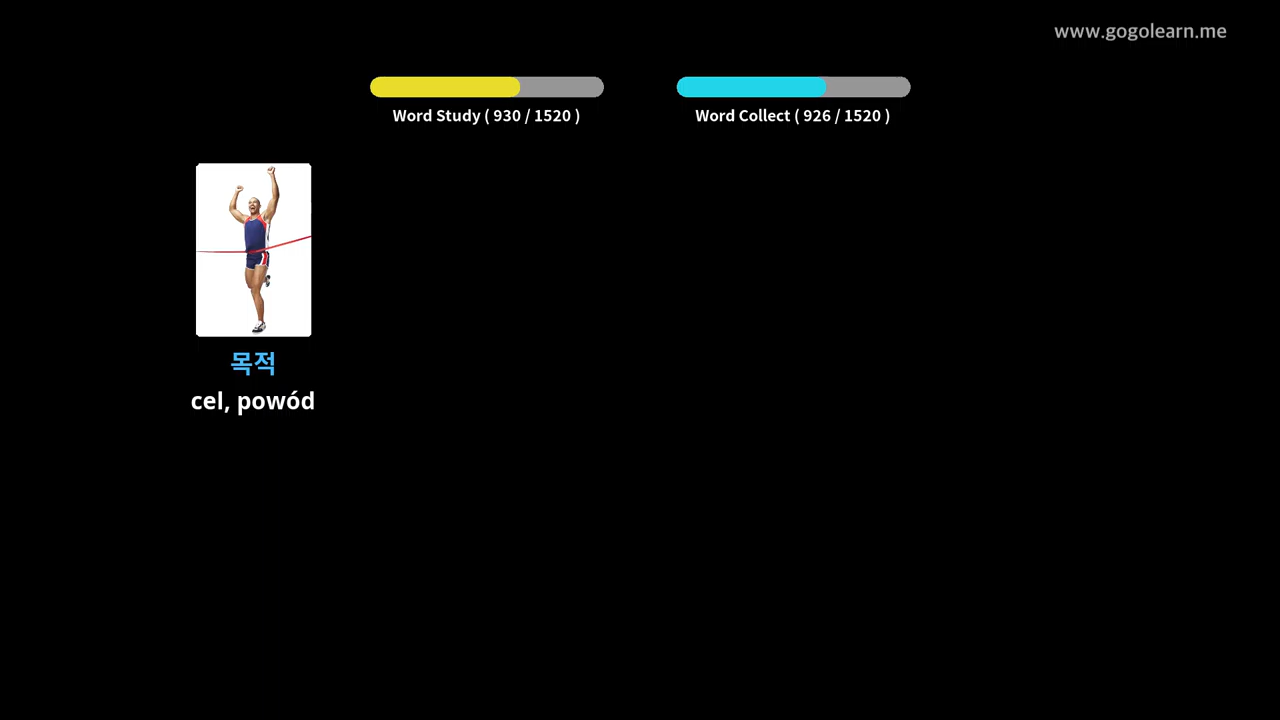 www.gogolearn.me
Word Study ( 930 / 1520 )
Word Collect ( 926 / 1520 )
목적
cel, powód